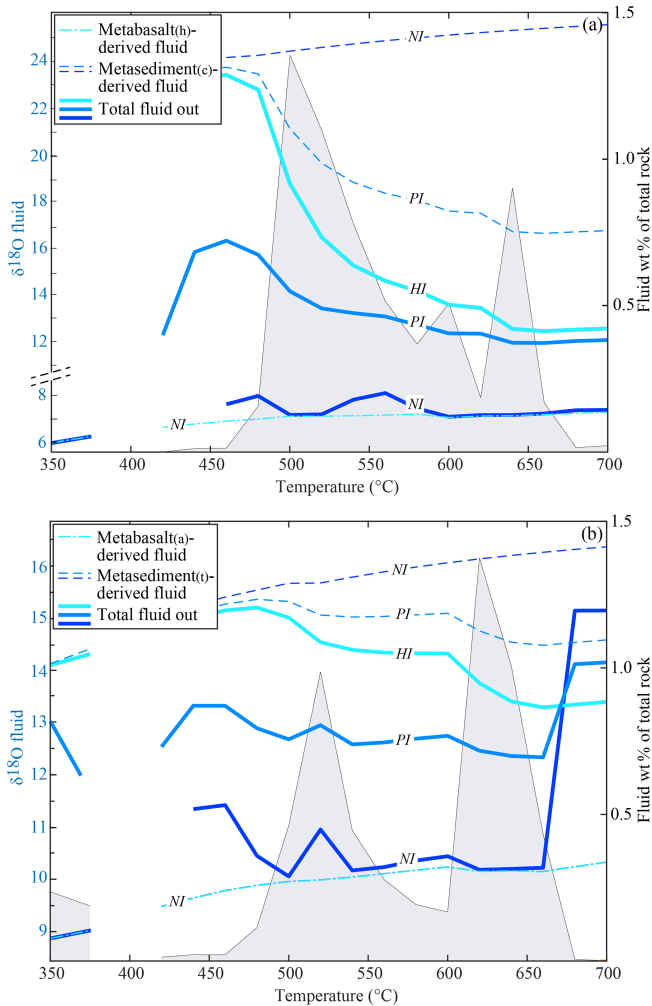 (a)
Metabasalt(h)-
derived fluid
Metasediment(c)-
derived fluid
Total fluid out
δ18O fluid
24
22
20
18
16
14
12
8
6
1.5
1.0
0.5
Fluid wt % of total rock
NI
PI
HI
PI
NI
NI
350
400
450
500
550
600
650
700
Temperature (°C)
(b)
Metabasalt(a)-
derived fluid
Metasediment(t)-
derived fluid
Total fluid out
δ18O fluid
16
15
14
13
12
11
10
9
1.5
1.0
0.5
Fluid wt % of total rock
NI
PI
HI
PI
NI
NI
350
400
450
500
550
600
650
700
Temperature (°C)